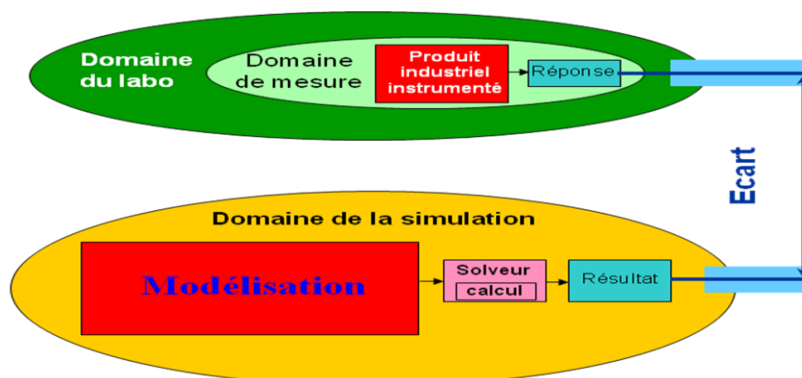 Domaine
du labo
Domaine
de mesure
Produit
industriel
instrumenté
Réponse
Ecart
Domaine de la simulation
Modélisation
Solveur
calcul
Résultat